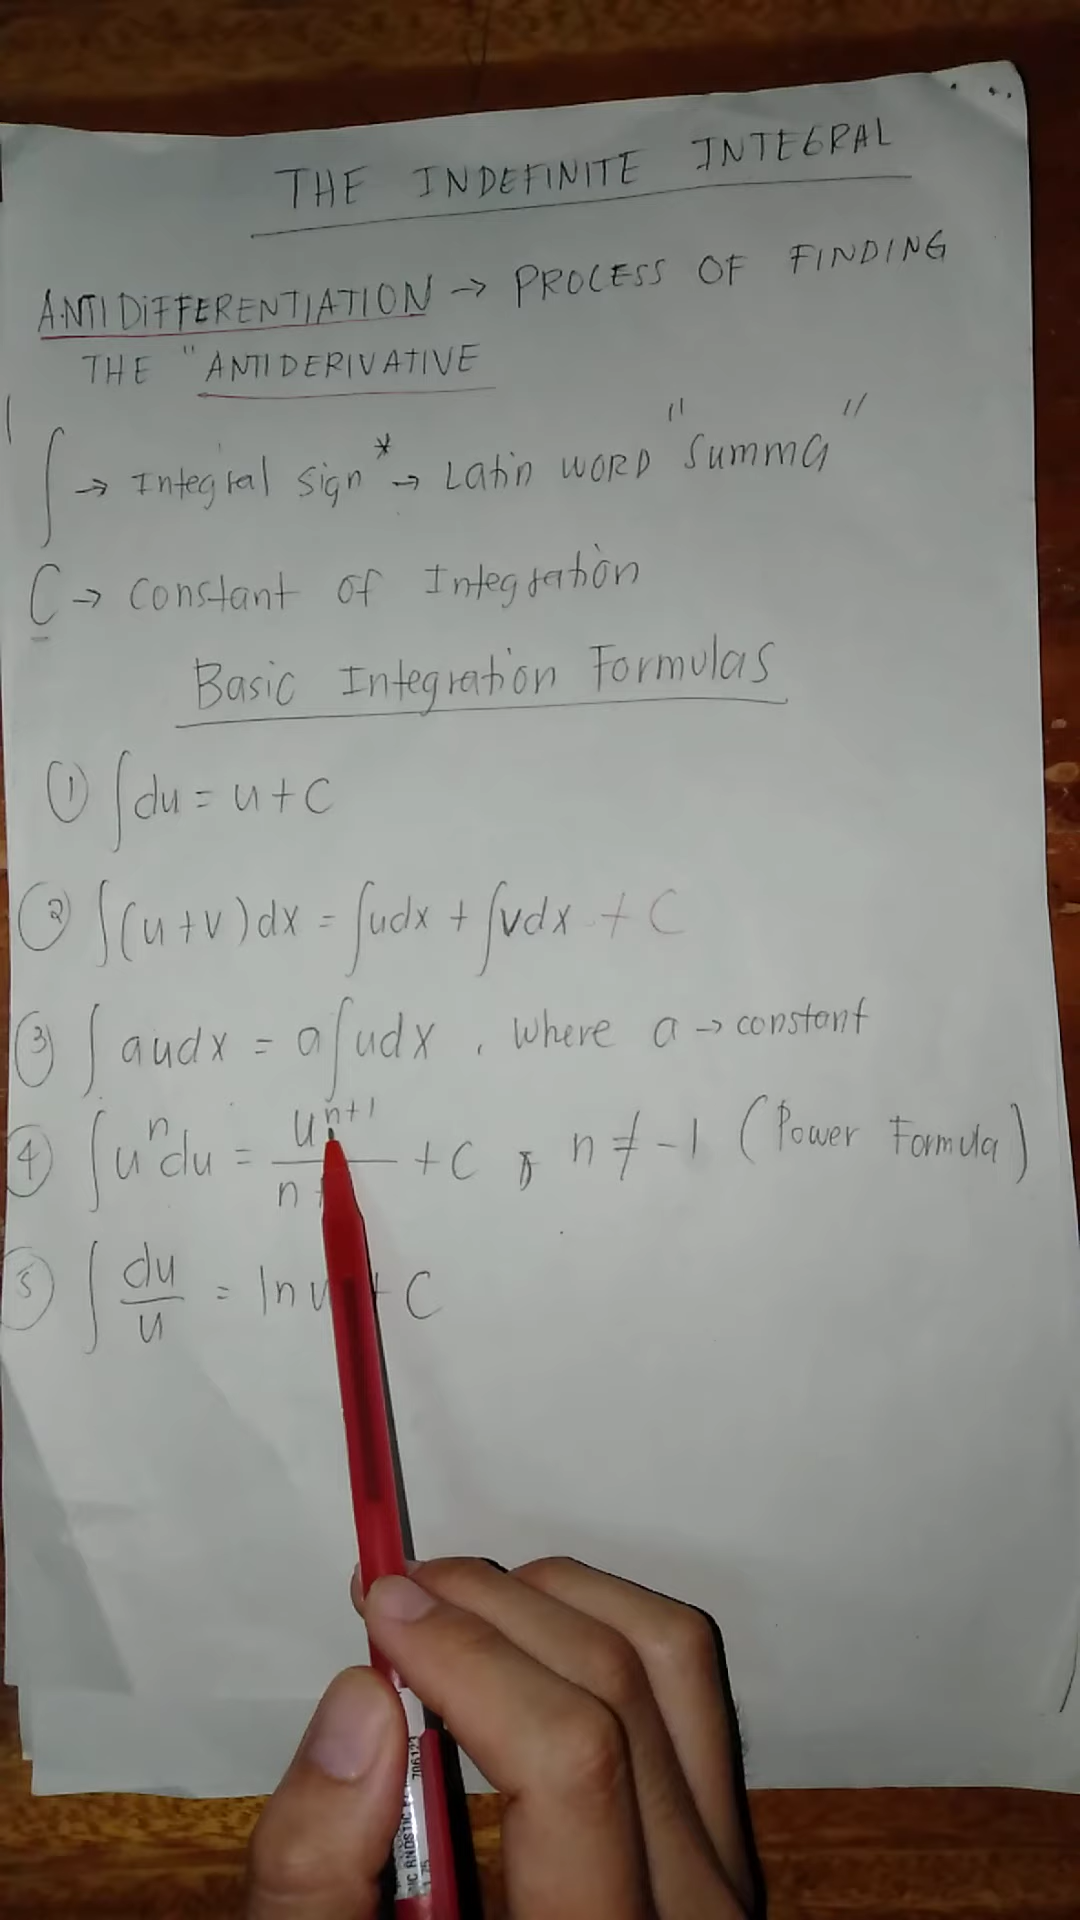 THE INDEFINITE INTEGRAL
ANTIDIFFERENTIATION → PROCESS OF FINDING
THE "ANTIDERIVATIVE
∫ → Integral sign* → Latin WORD "Summa"
C → constant of Integration
Basic Integration Formulas
① ∫du = u + C
② ∫(u+v)dx = ∫udx + ∫vdx + C
③ ∫audx = a∫udx, where a → constant
④ ∫uⁿdu = uⁿ⁺¹/n+ + C, n ≠ -1 (Power Formula)
⑤ ∫du/u = ln u + C
706121
1.75